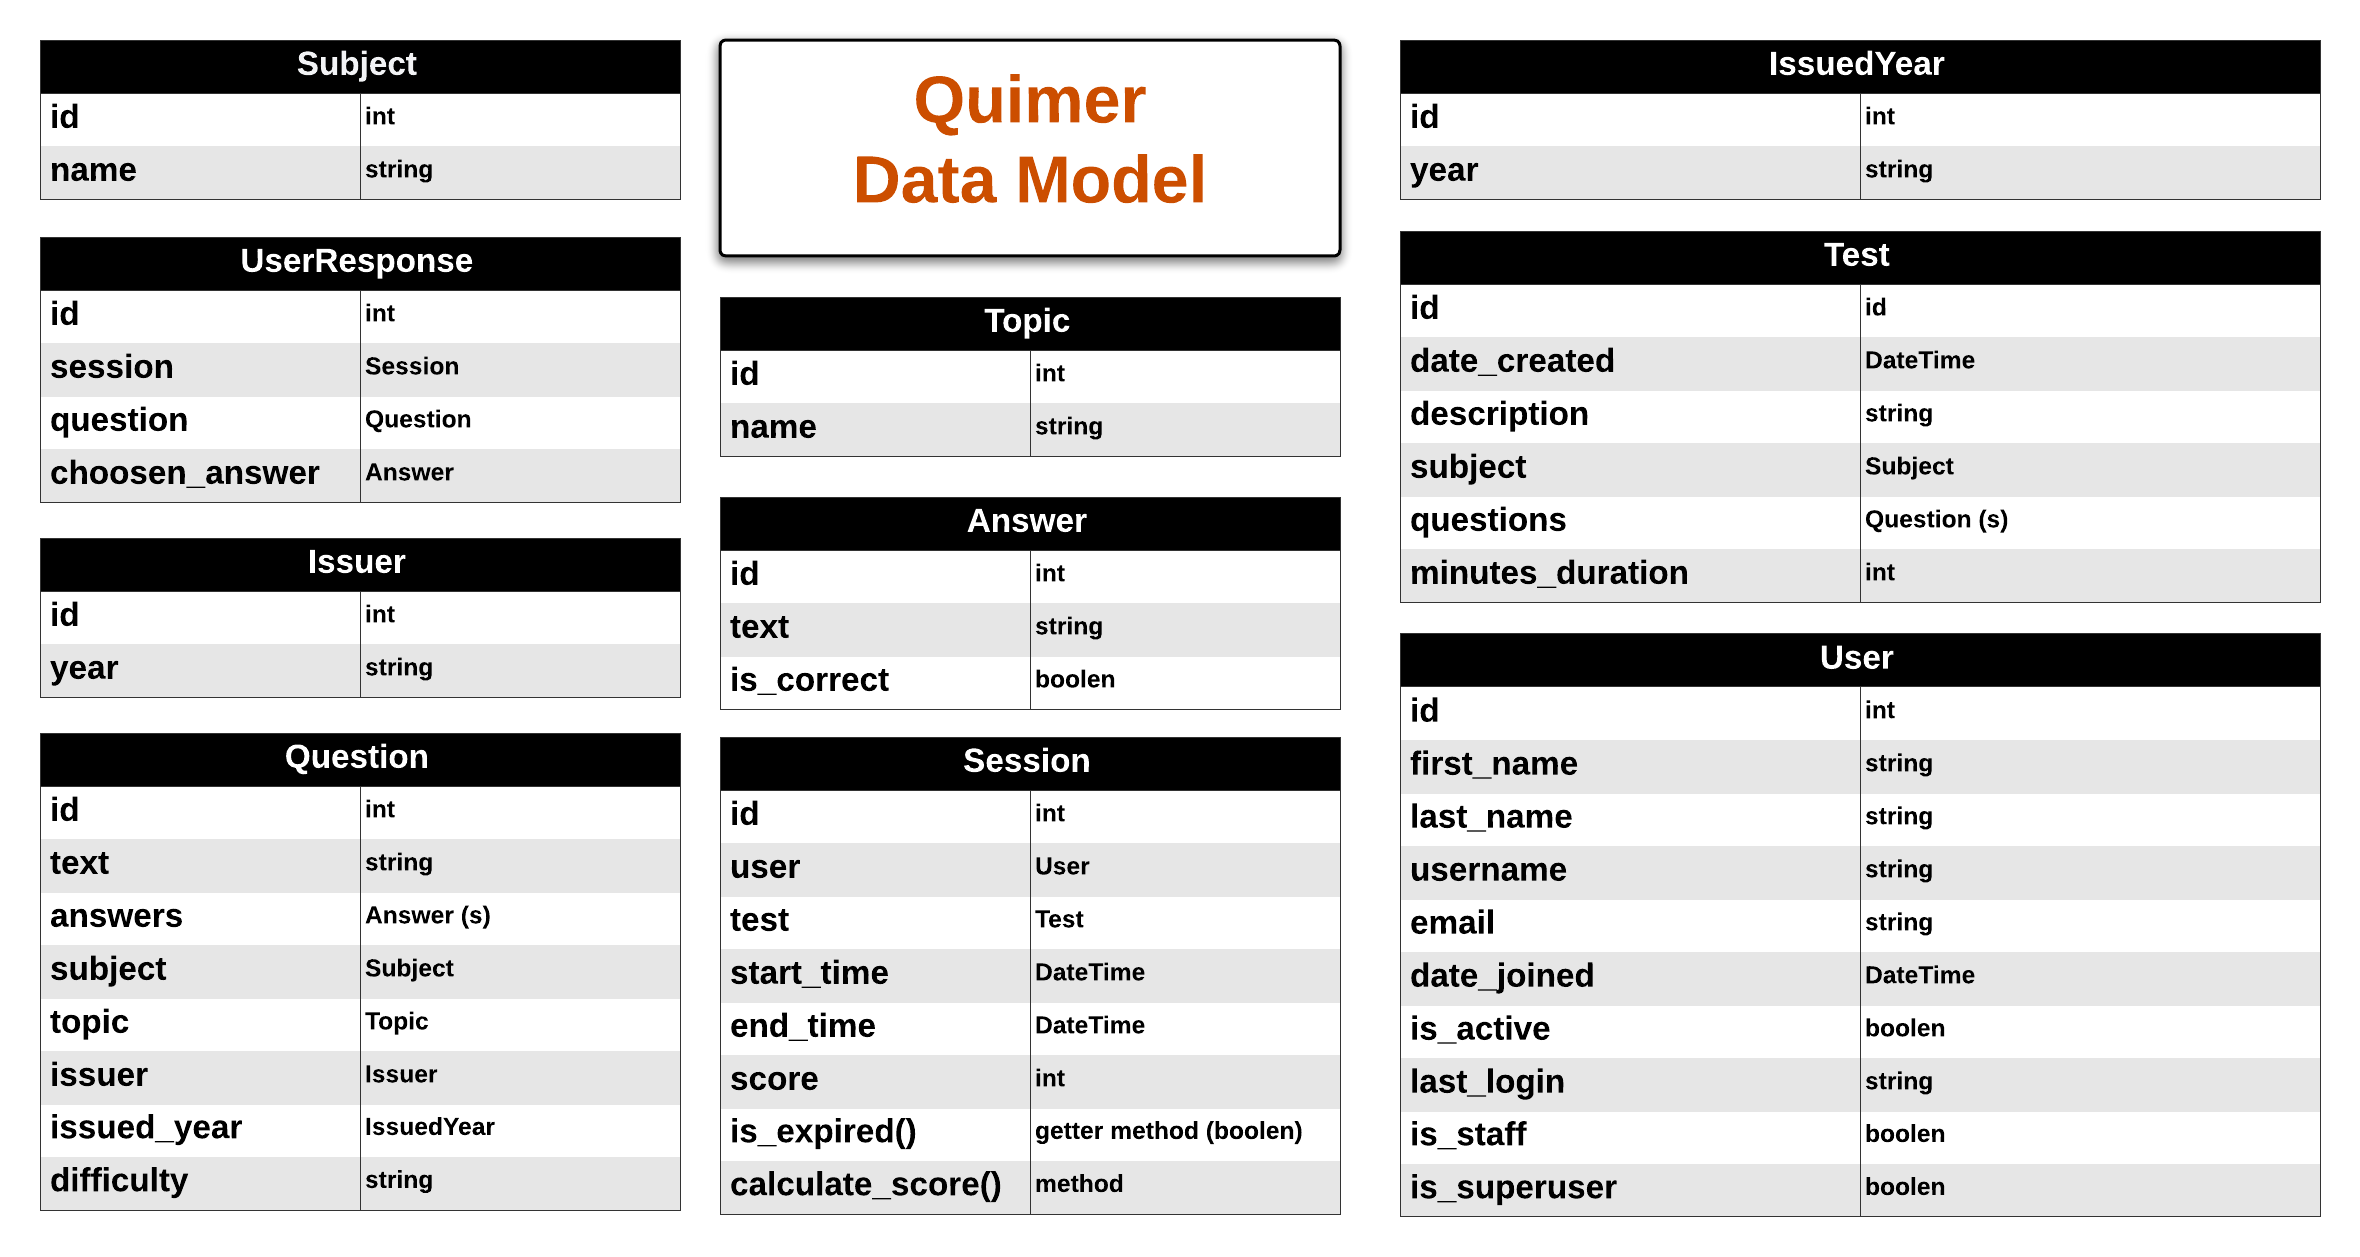 Subject
id int
name string
UserResponse
id int
session Session
question Question
choosen_answer Answer
Issuer
id int
year string
Question
id int
text string
answers Answer (s)
subject Subject
topic Topic
issuer Issuer
issued_year IssuedYear
difficulty string
Quimer
Data Model
Topic
id int
name string
Answer
id int
text string
is_correct boolen
Session
id int
user User
test Test
start_time DateTime
end_time DateTime
score int
is_expired() getter method (boolen)
calculate_score() method
IssuedYear
id int
year string
Test
id id
date_created DateTime
description string
subject Subject
questions Question (s)
minutes_duration int
User
id int
first_name string
last_name string
username string
email string
date_joined DateTime
is_active boolen
last_login string
is_staff boolen
is_superuser boolen